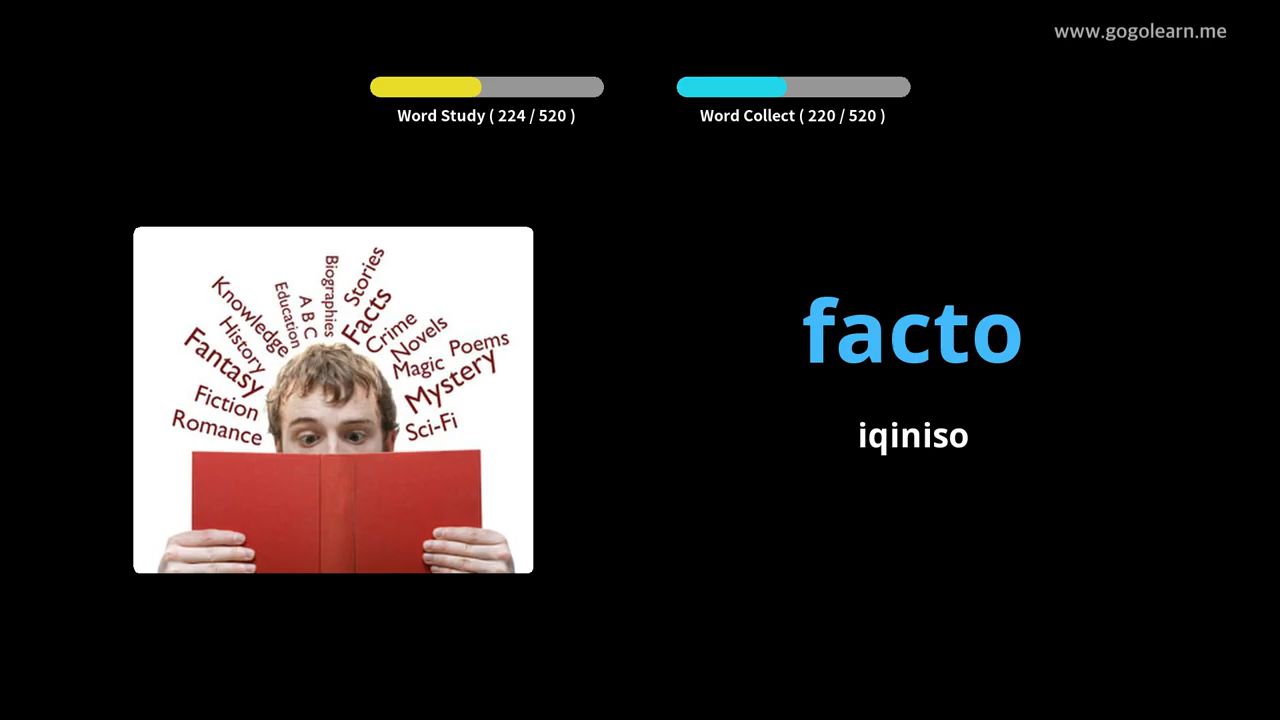 www.gogolearn.me
Word Study ( 224 / 520 )
Word Collect ( 220 / 520 )
Knowledge
Education
A B C
Biographies
Stories
Facts
Crime
Novels
Poems
History
Fantasy
Magic
Mystery
Fiction
Romance
Sci-Fi
facto
iqiniso